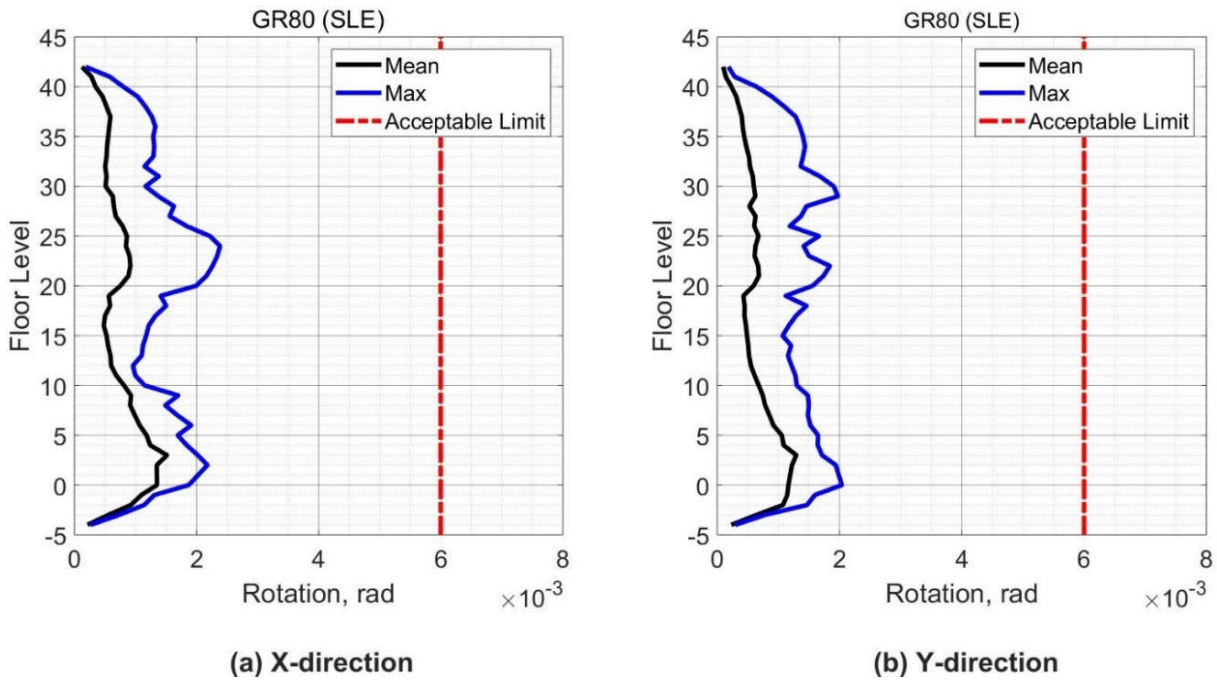 GR80 (SLE)
45
40
35
30
25
20
15
10
5
0
-5
Floor Level
Mean
Max
Acceptable Limit
0 2 4 6 8
Rotation, rad
×10-3
(a) X-direction
GR80 (SLE)
45
40
35
30
25
20
15
10
5
0
-5
Floor Level
Mean
Max
Acceptable Limit
0 2 4 6 8
Rotation, rad
×10-3
(b) Y-direction